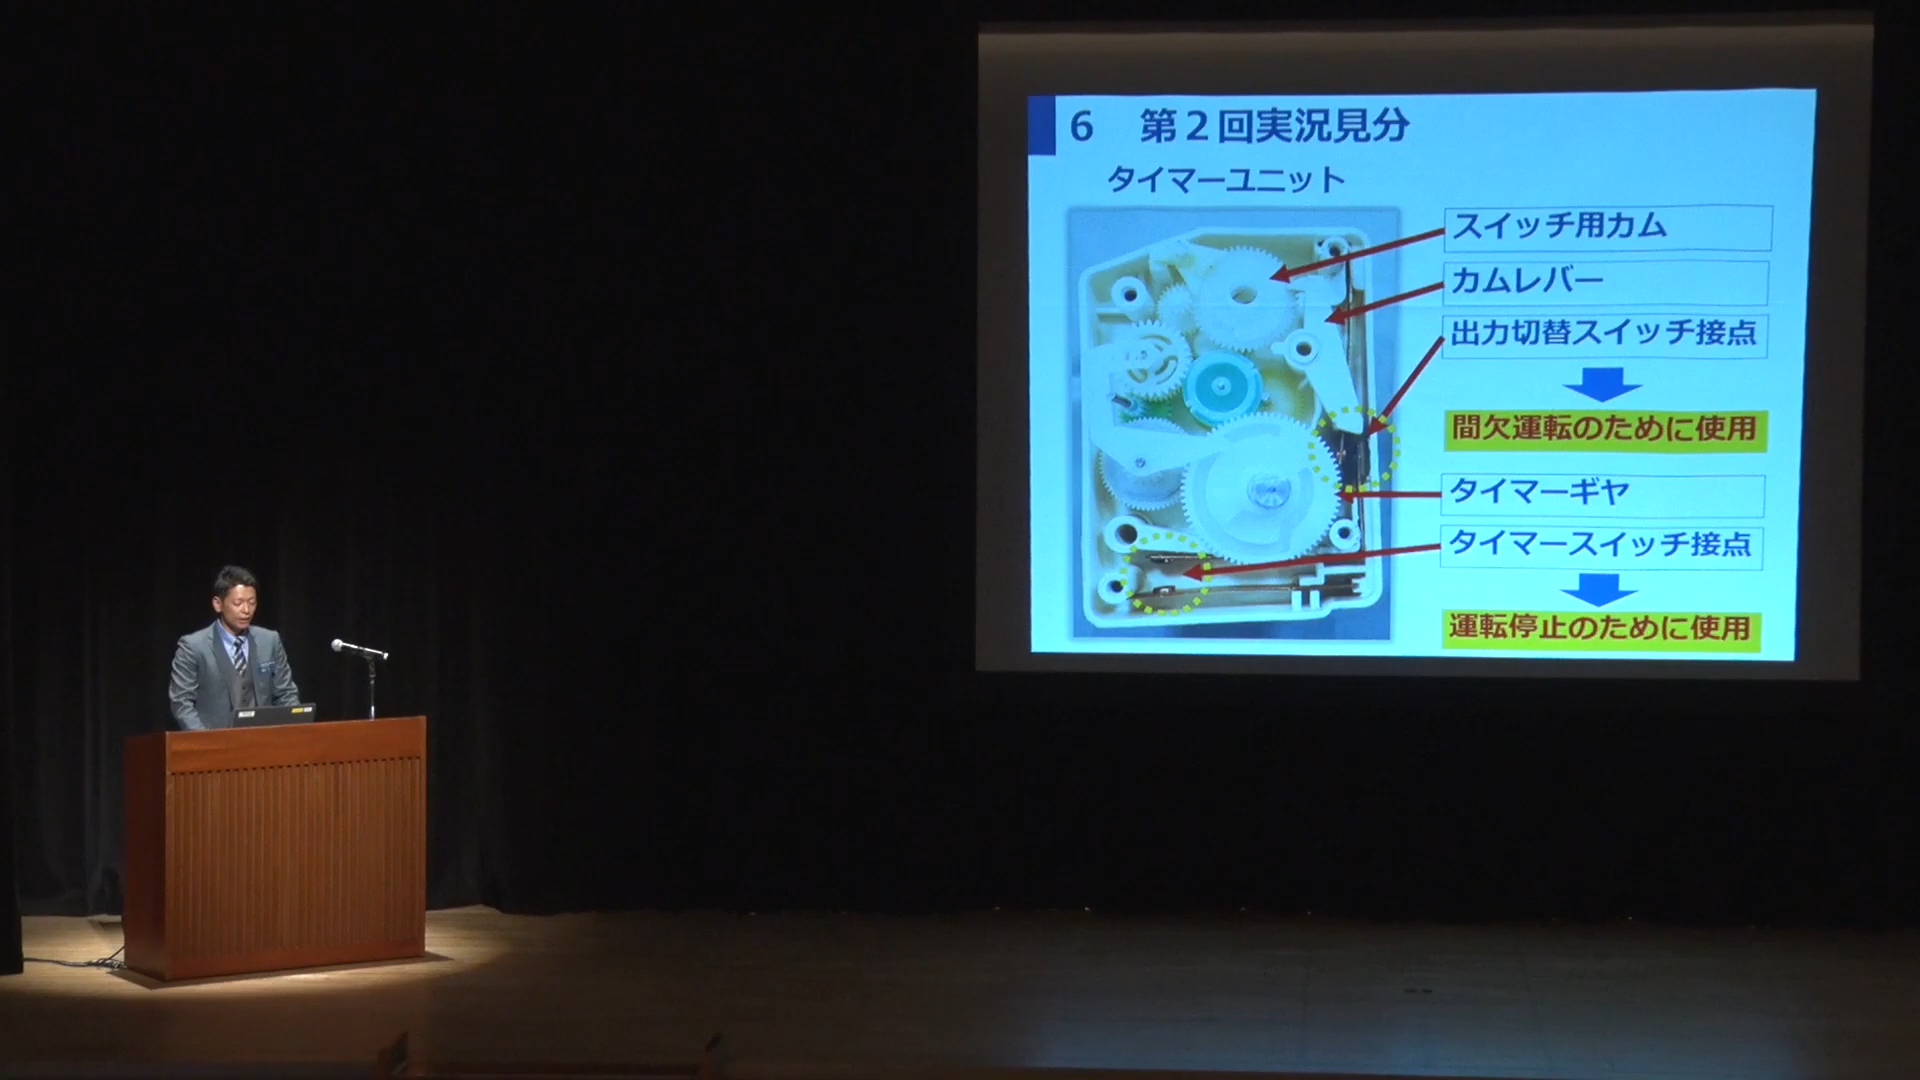 6 第２回実況見分
タイマーユニット
スイッチ用カム
カムレバー
出力切替スイッチ接点
間欠運転のために使用
タイマーギヤ
タイマースイッチ接点
運転停止のために使用